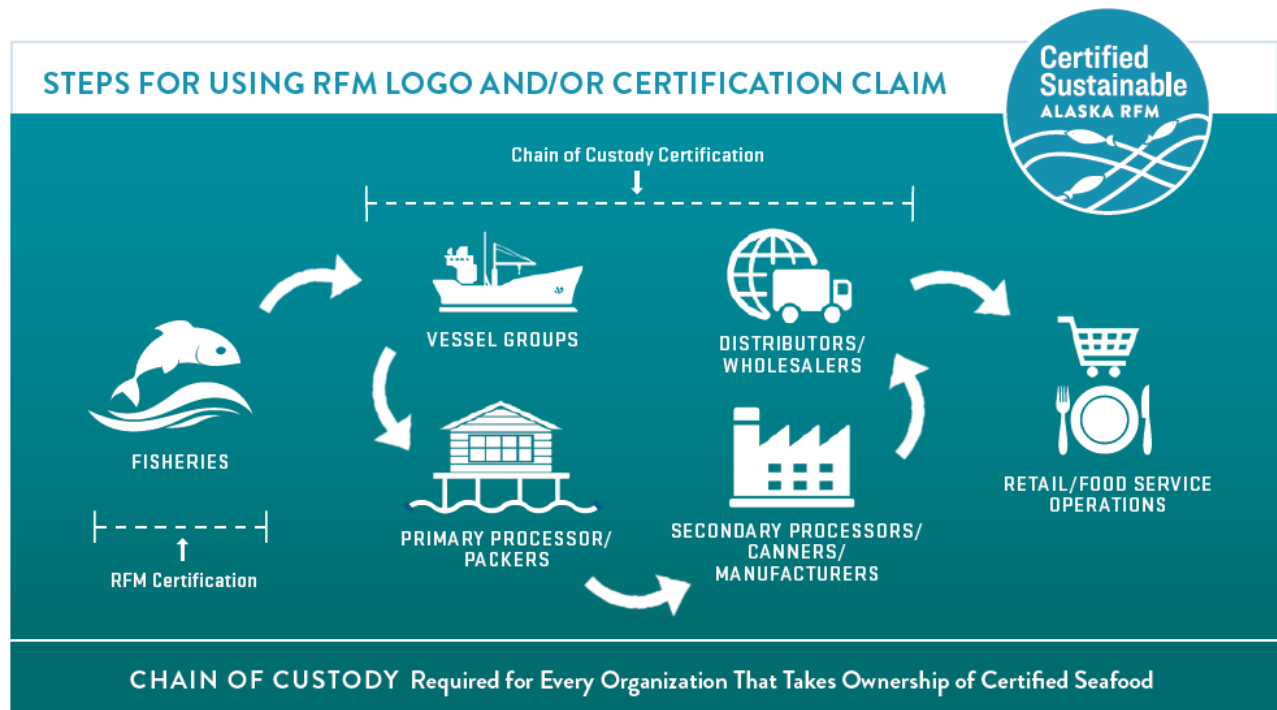 STEPS FOR USING RFM LOGO AND/OR CERTIFICATION CLAIM
Certified
Sustainable
ALASKA RFM
Chain of Custody Certification
VESSEL GROUPS
DISTRIBUTORS/
WHOLESALERS
FISHERIES
RETAIL/FOOD SERVICE
OPERATIONS
PRIMARY PROCESSOR/
PACKERS
SECONDARY PROCESSORS/
CANNERS/
MANUFACTURERS
RFM Certification
CHAIN OF CUSTODY Required for Every Organization That Takes Ownership of Certified Seafood